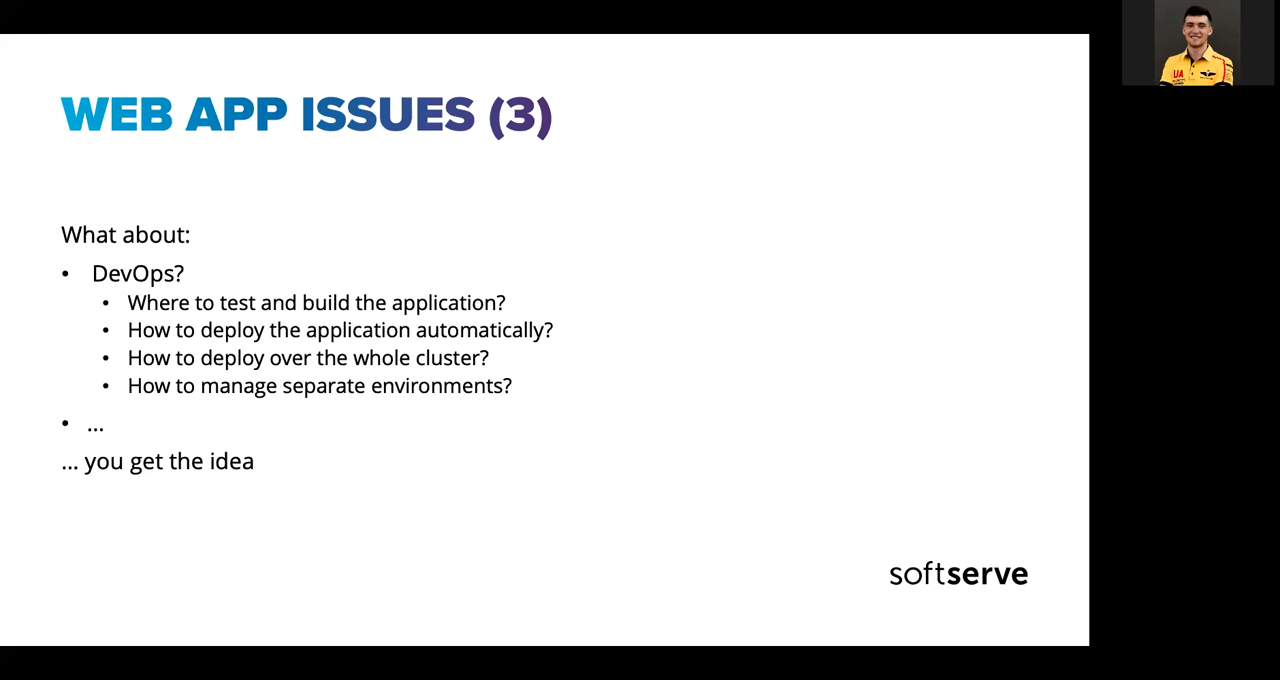 WEB APP ISSUES (3)
What about:
• DevOps?
• Where to test and build the application?
• How to deploy the application automatically?
• How to deploy over the whole cluster?
• How to manage separate environments?
• ...
... you get the idea
softserve
UA